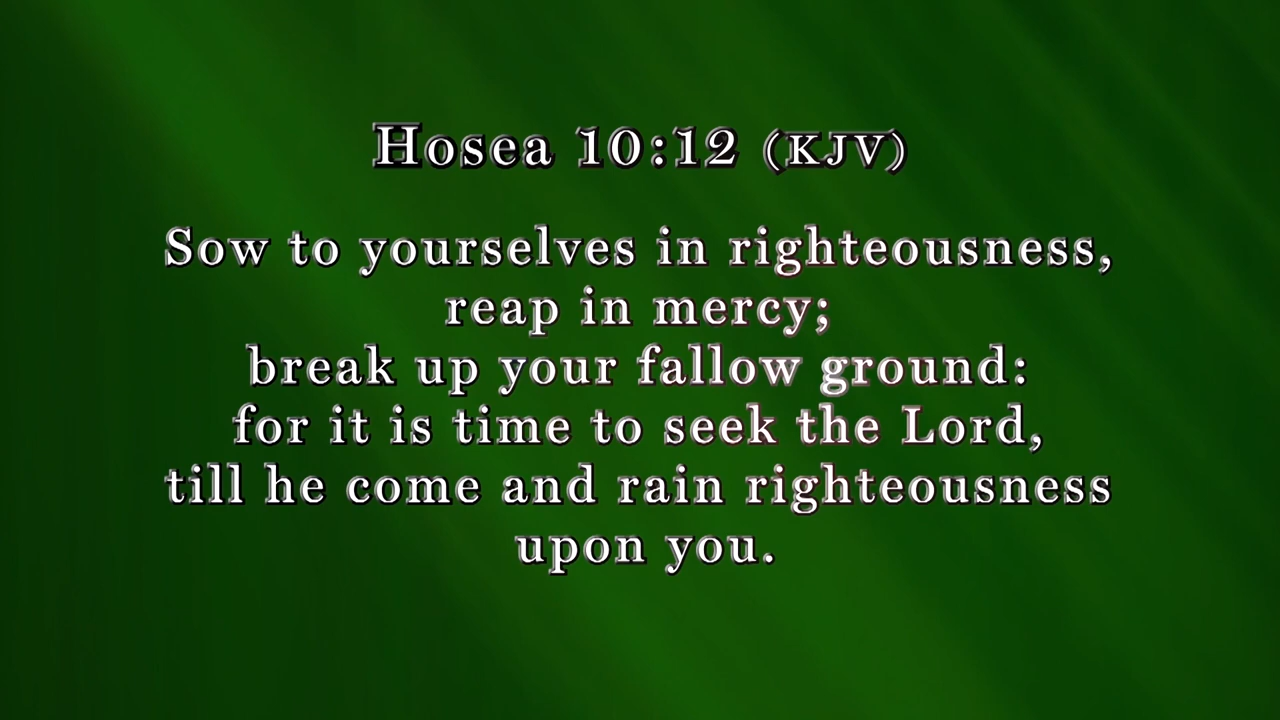 Hosea 10:12 (KJV)
Sow to yourselves in righteousness,
reap in mercy;
break up your fallow ground:
for it is time to seek the Lord,
till he come and rain righteousness
upon you.